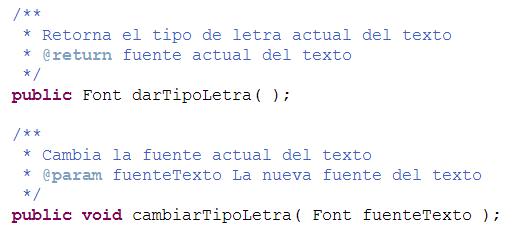 /**
 * Retorna el tipo de letra actual del texto
 * @return fuente actual del texto
 */
public Font darTipoLetra( );
/**
 * Cambia la fuente actual del texto
 * @param fuenteTexto La nueva fuente del texto
 */
public void cambiarTipoLetra( Font fuenteTexto );